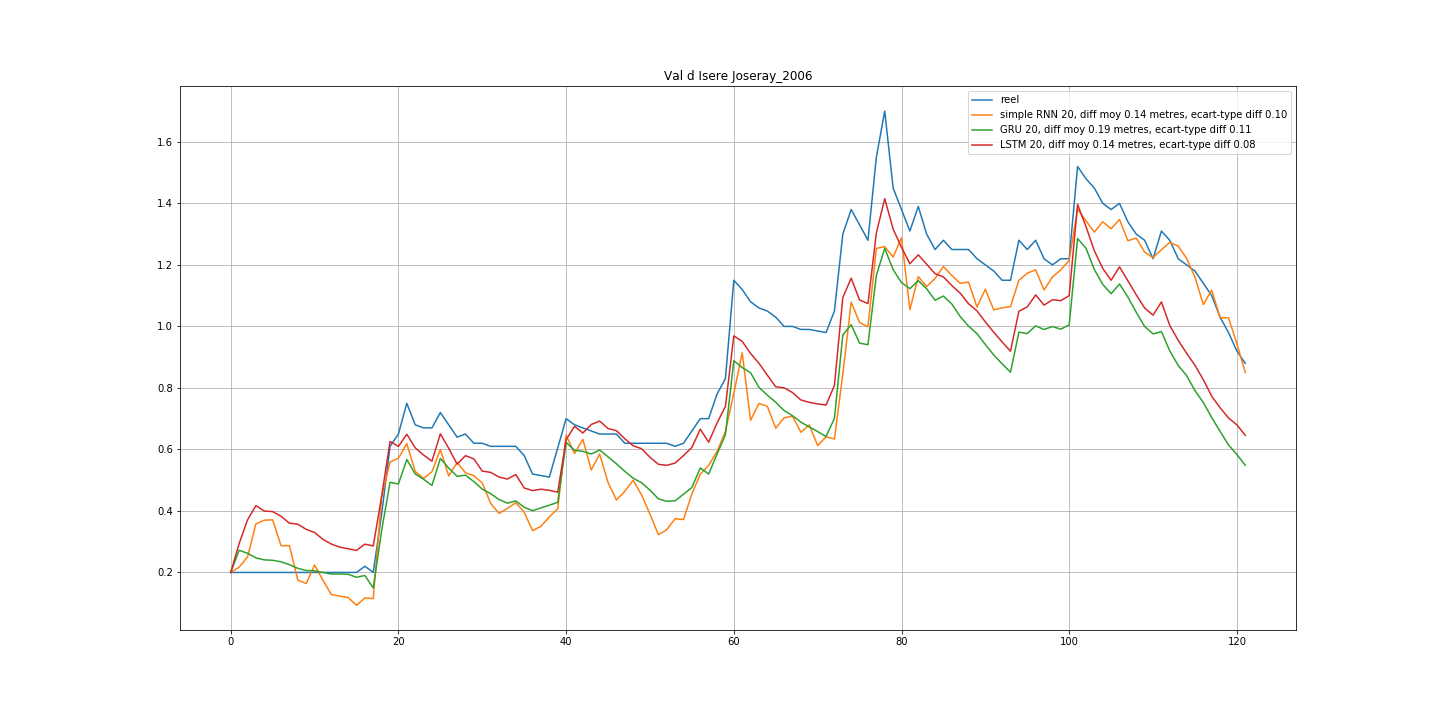 Val d Isere Joseray_2006
reel
simple RNN 20, diff moy 0.14 metres, ecart-type diff 0.10
GRU 20, diff moy 0.19 metres, ecart-type diff 0.11
LSTM 20, diff moy 0.14 metres, ecart-type diff 0.08
1.6
1.4
1.2
1.0
0.8
0.6
0.4
0.2
0 20 40 60 80 100 120